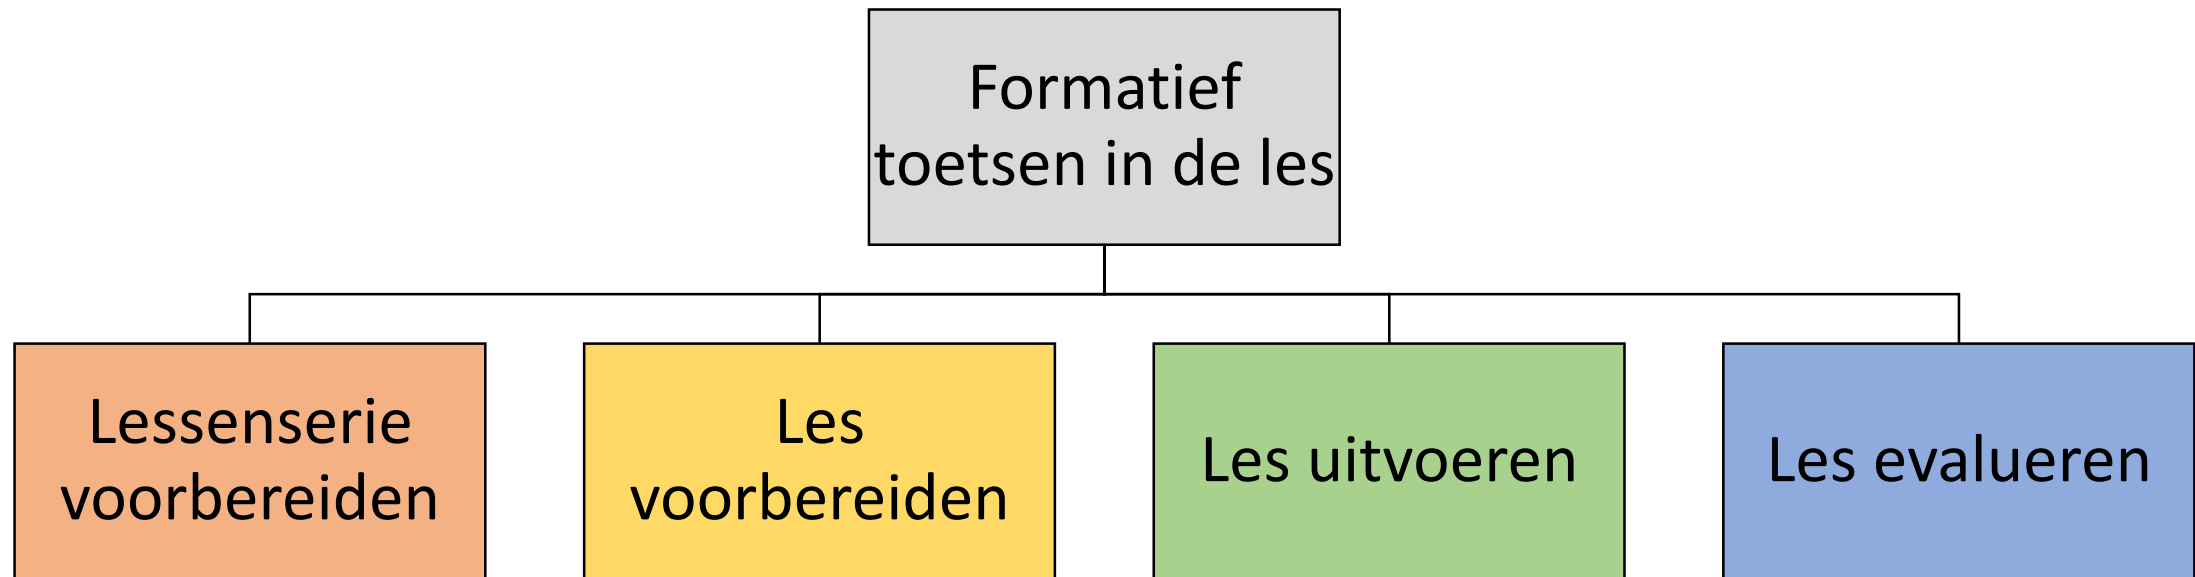 Formatief
toetsen in de les
Lessenserie
voorbereiden
Les
voorbereiden
Les uitvoeren
Les evalueren